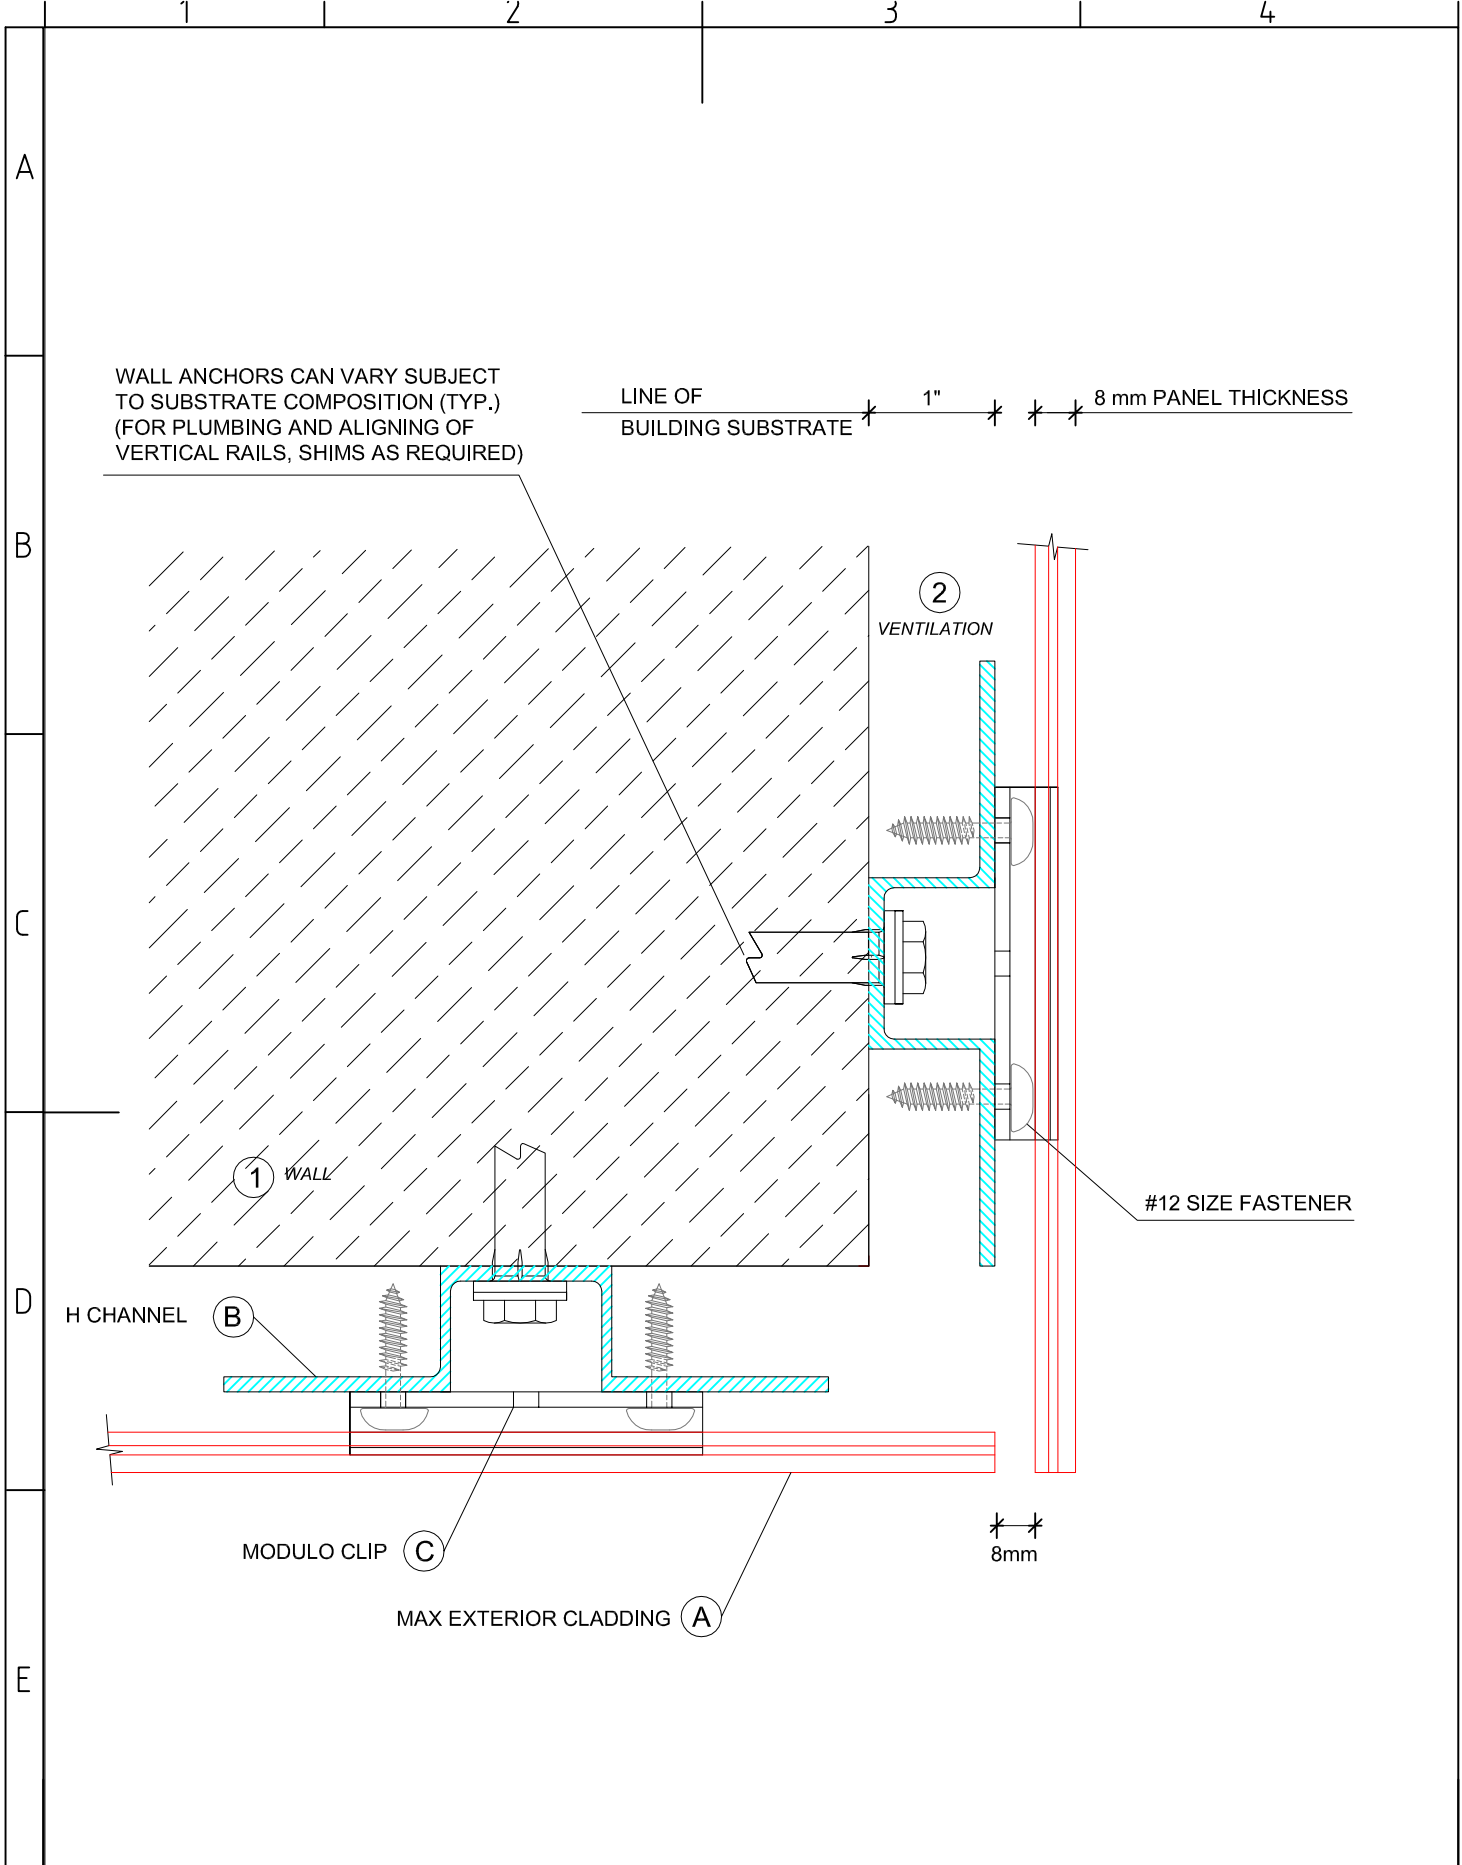 1 2 3 4
A
WALL ANCHORS CAN VARY SUBJECT
TO SUBSTRATE COMPOSITION (TYP.)
(FOR PLUMBING AND ALIGNING OF
VERTICAL RAILS, SHIMS AS REQUIRED)
LINE OF
BUILDING SUBSTRATE
1"
8 mm PANEL THICKNESS
B
2
VENTILATION
C
1 WALL
#12 SIZE FASTENER
D
H CHANNEL B
MODULO CLIP C
8mm
MAX EXTERIOR CLADDING A
E